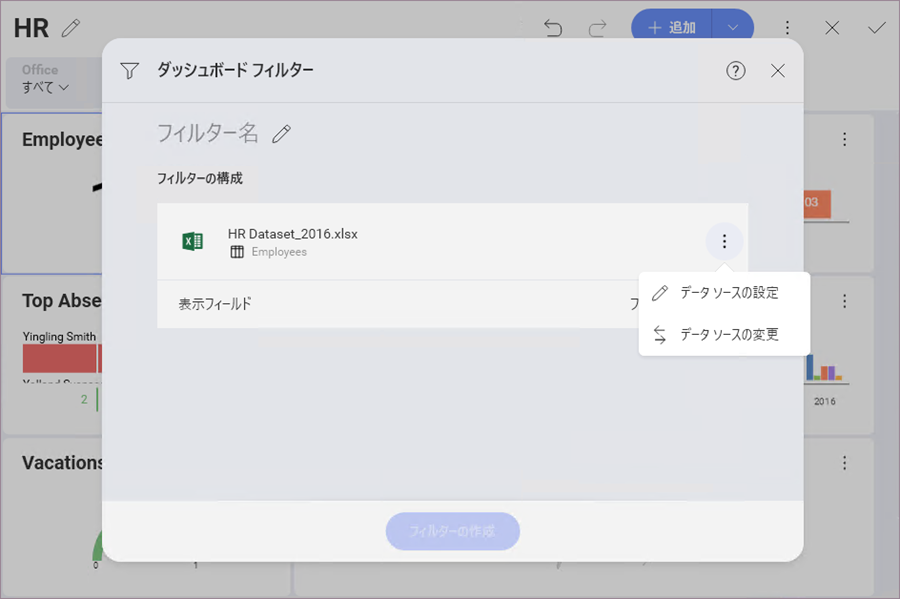 HR
追加
Office
すべて
ダッシュボード フィルター
フィルター名
フィルターの構成
HR Dataset_2016.xlsx
Employees
表示フィールド
データ ソースの設定
データ ソースの変更
フィルターの作成
Employee
03
Top Abse
Yingling Smith
2
2016
Vacations
0
1